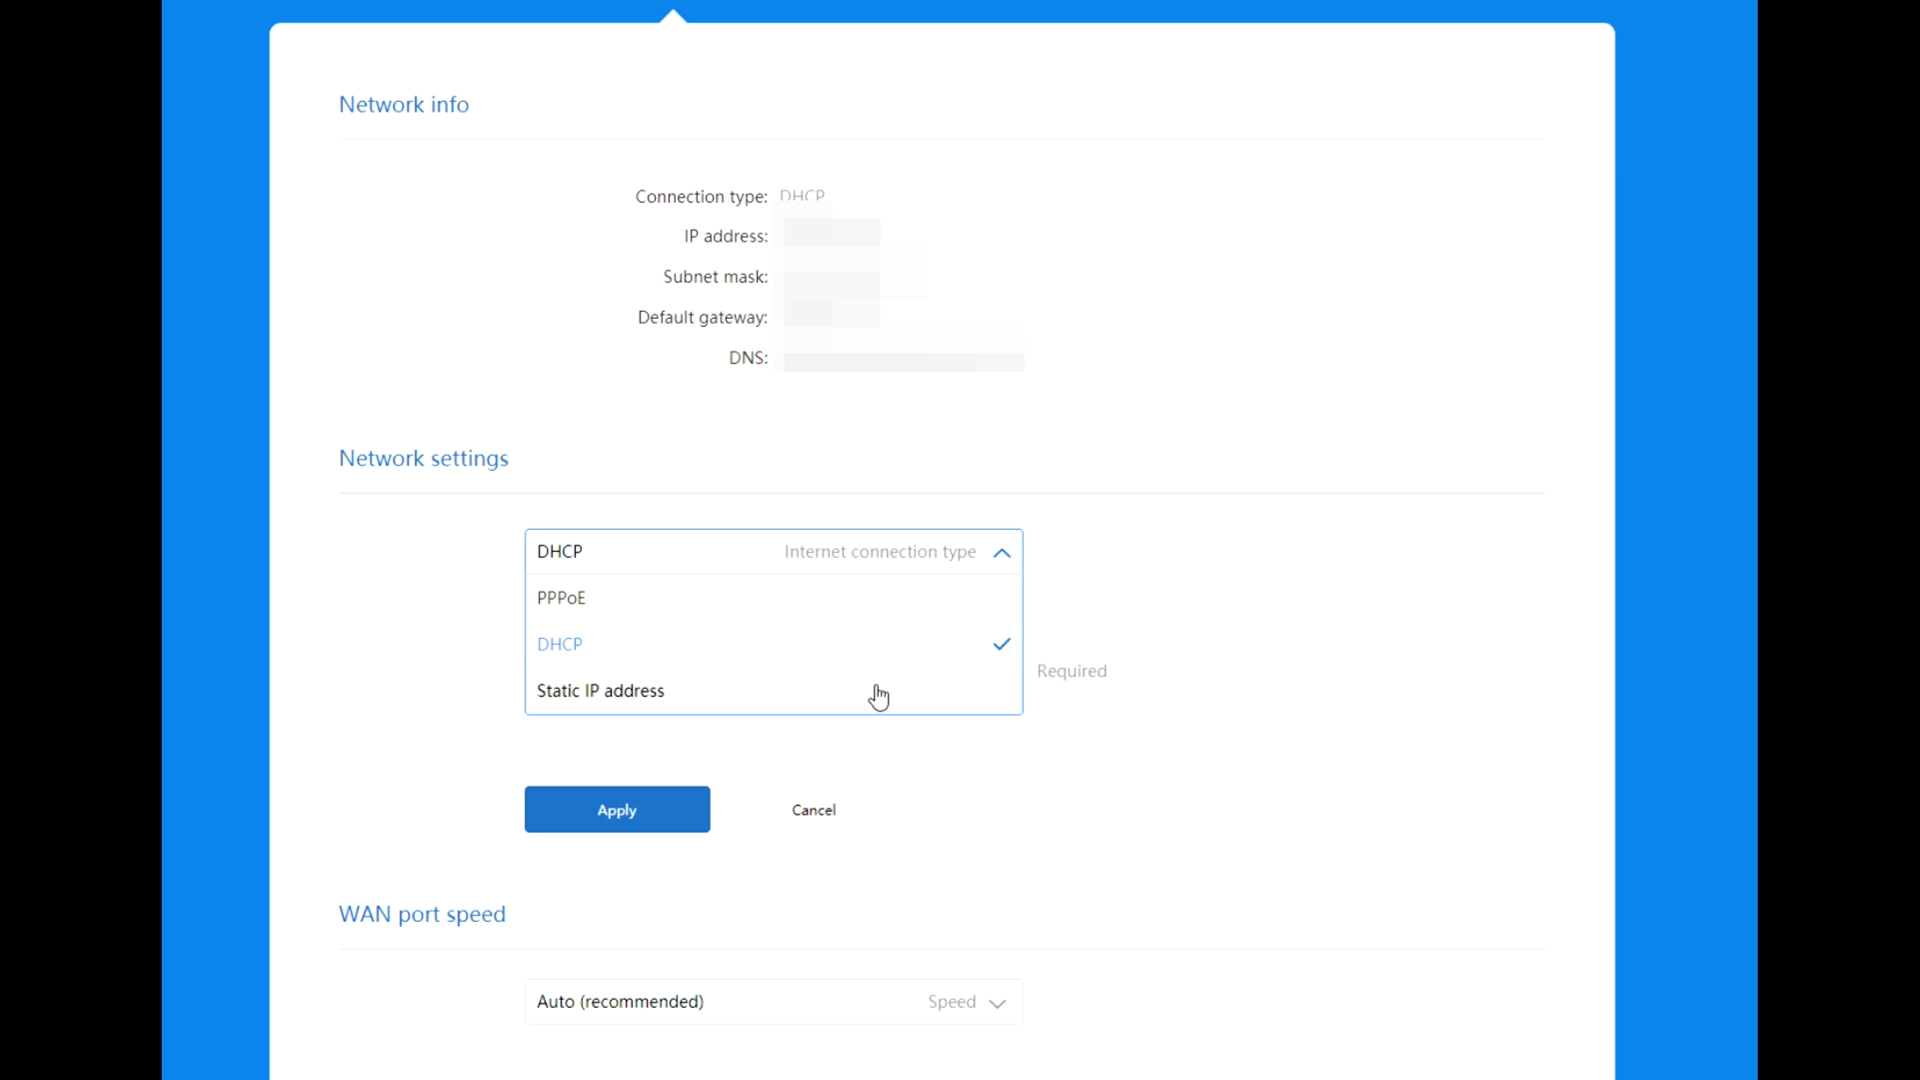 Network info
Connection type: DHCP
IP address:
Subnet mask:
Default gateway:
DNS:
Network settings
DHCP Internet connection type
PPPoE
DHCP
Required
Static IP address
Apply Cancel
WAN port speed
Auto (recommended) Speed